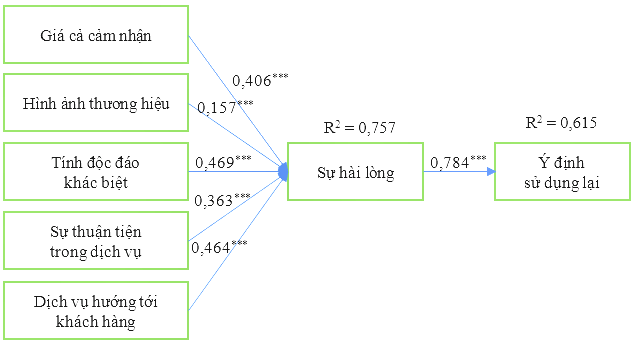 Giá cả cảm nhận
0,406***
Hình ảnh thương hiệu
0,157***
R² = 0,757
R² = 0,615
Tính độc đáo
khác biệt
0,469***
Sự hài lòng
0,784***
Ý định
sử dụng lại
0,363***
Sự thuận tiện
trong dịch vụ
0,464***
Dịch vụ hướng tới
khách hàng